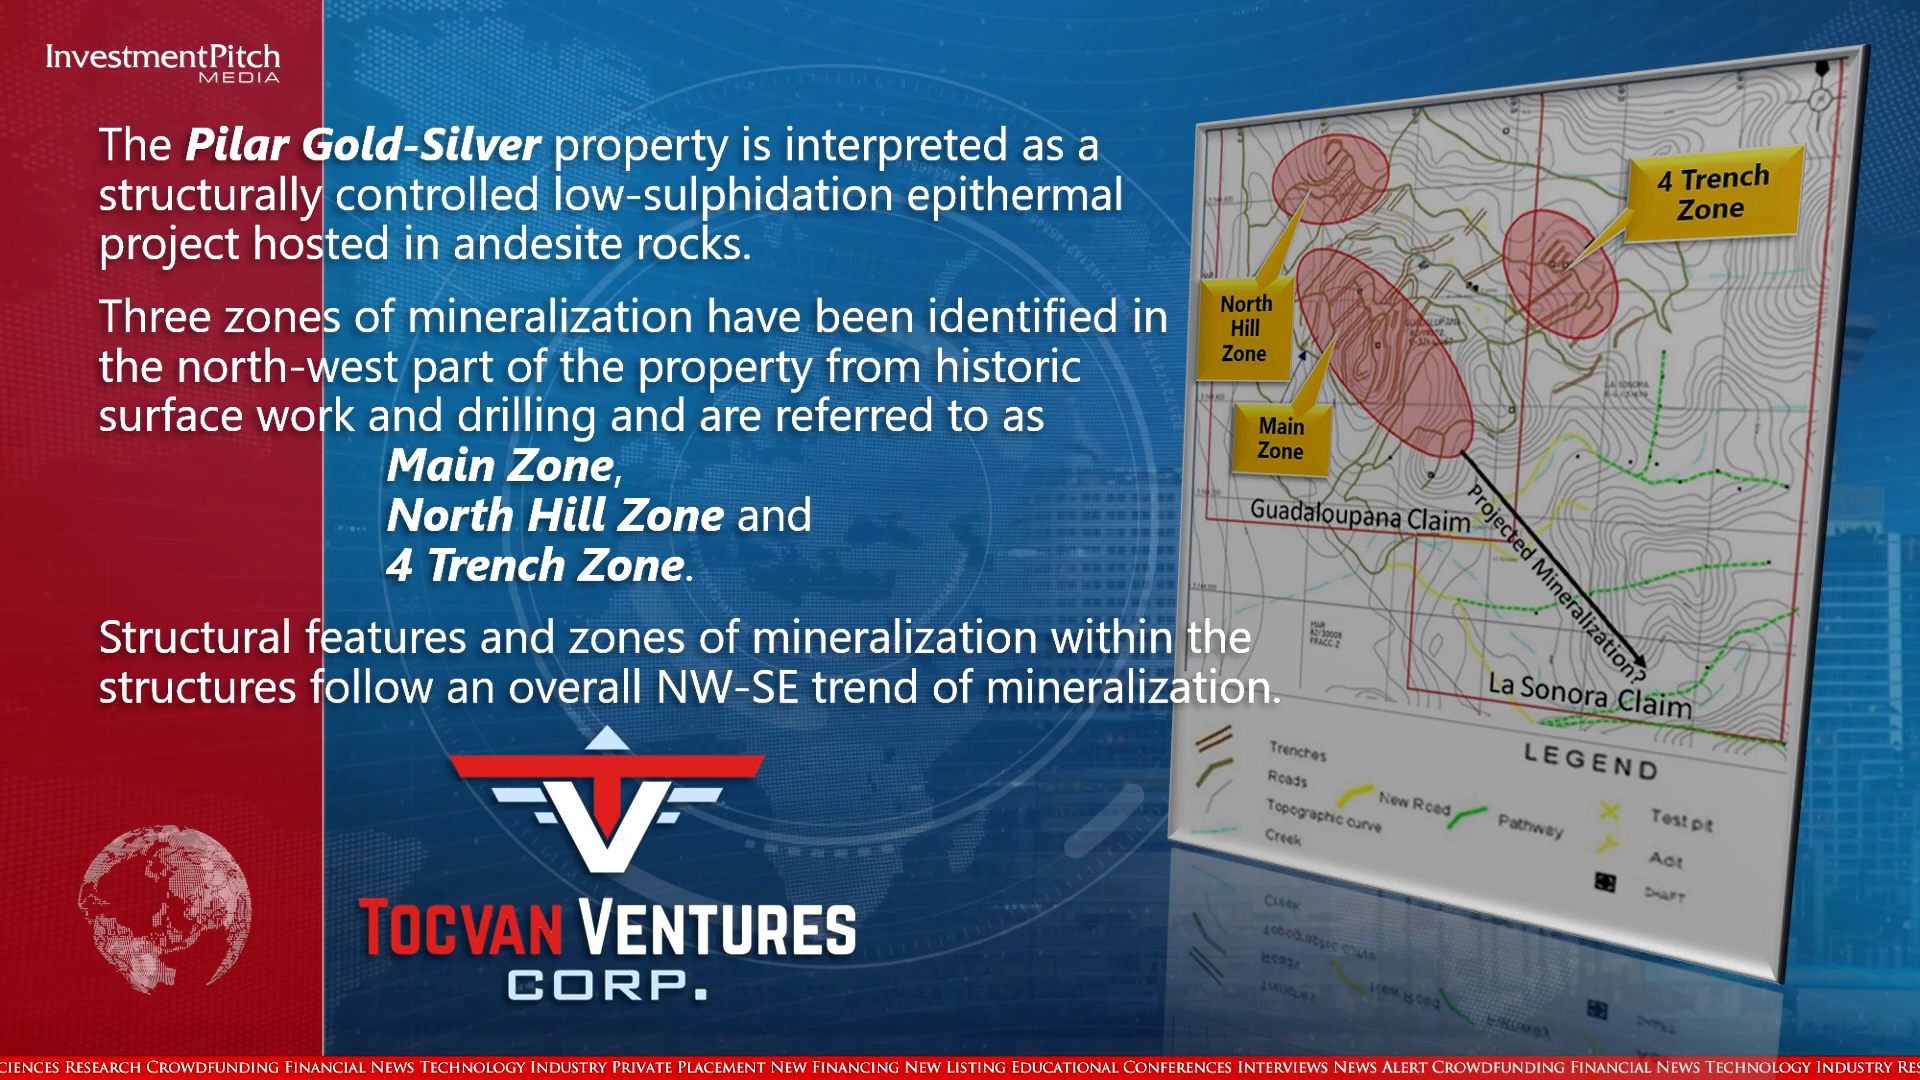 InvestmentPitch
MEDIA
The Pilar Gold-Silver property is interpreted as a
structurally controlled low-sulphidation epithermal
project hosted in andesite rocks.
Three zones of mineralization have been identified in
the north-west part of the property from historic
surface work and drilling and are referred to as
Main Zone,
North Hill Zone and
4 Trench Zone.
Structural features and zones of mineralization within the
structures follow an overall NW-SE trend of mineralization.
TOCVAN VENTURES
CORP.
4 Trench
Zone
North
Hill
Zone
Main
Zone
Guadaloupana Claim
Projected Mineralization?
La Sonora Claim
LEGEND
Trenches
Roads
Topographic curve
Creek
New Road
Pathway
Test pit
Adit
SHAFT
RESEARCH CROWDFUNDING FINANCIAL NEWS TECHNOLOGY INDUSTRY PRIVATE PLACEMENT NEW FINANCING NEW LISTING EDUCATIONAL CONFERENCES INTERVIEWS NEWS ALERT CROWDFUNDING FINANCIAL NEWS TECHNOLOGY INDUSTRY